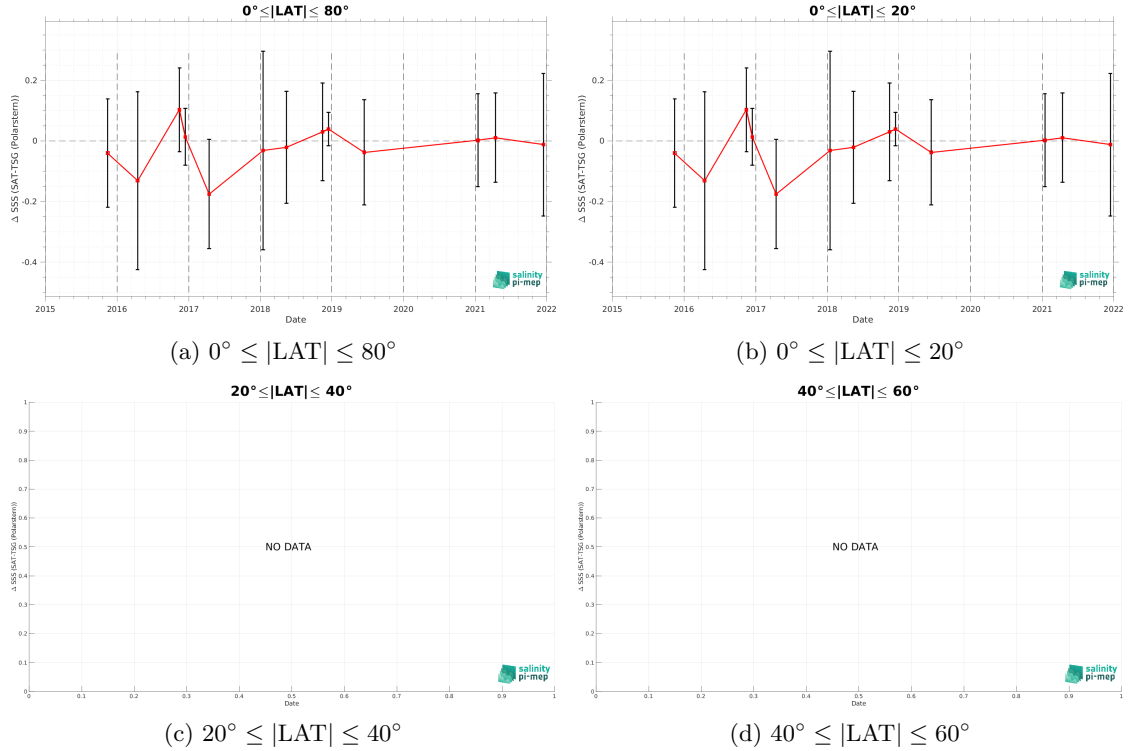 0°≤|LAT|≤ 80°
Δ SSS (SAT-TSG (Polarstern))
0.2
0
-0.2
-0.4
2015 2016 2017 2018 2019 2020 2021 2022
Date
salinity
pi-mep
(a) 0° ≤ |LAT| ≤ 80°
0°≤|LAT|≤ 20°
Δ SSS (SAT-TSG (Polarstern))
0.2
0
-0.2
-0.4
2015 2016 2017 2018 2019 2020 2021 2022
Date
salinity
pi-mep
(b) 0° ≤ |LAT| ≤ 20°
20°≤|LAT|≤ 40°
Δ SSS (SAT-TSG (Polarstern))
1
0.9
0.8
0.7
0.6
0.5
0.4
0.3
0.2
0.1
0
NO DATA
0 0.1 0.2 0.3 0.4 0.5 0.6 0.7 0.8 0.9 1
Date
salinity
pi-mep
(c) 20° ≤ |LAT| ≤ 40°
40°≤|LAT|≤ 60°
Δ SSS (SAT-TSG (Polarstern))
1
0.9
0.8
0.7
0.6
0.5
0.4
0.3
0.2
0.1
0
NO DATA
0 0.1 0.2 0.3 0.4 0.5 0.6 0.7 0.8 0.9 1
Date
salinity
pi-mep
(d) 40° ≤ |LAT| ≤ 60°